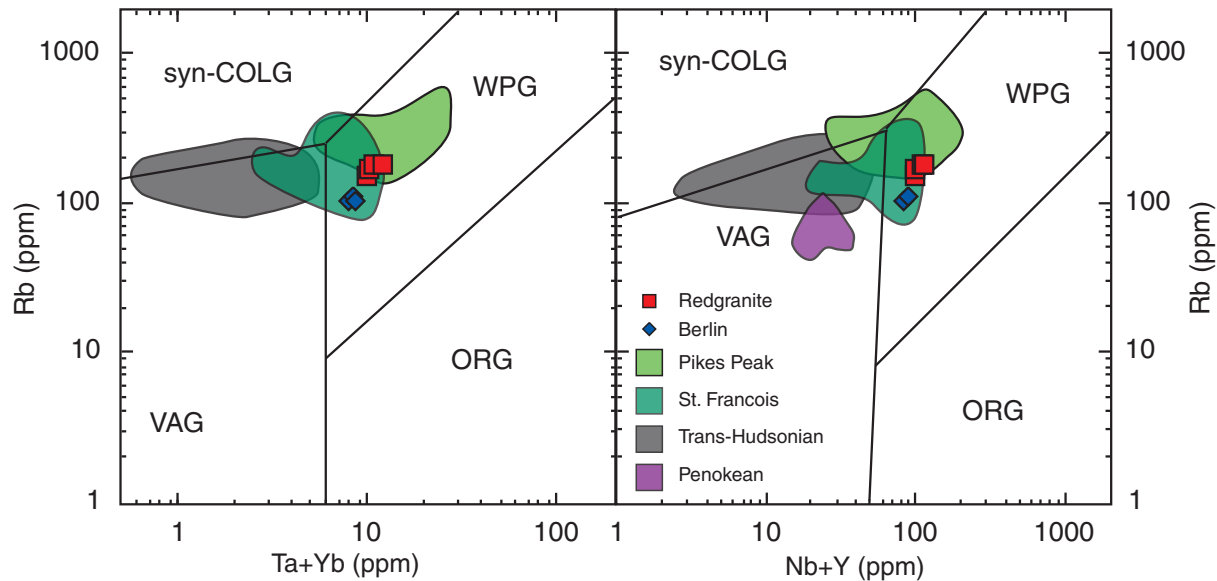 1000
100
10
1
Rb (ppm)
syn-COLG
WPG
VAG
ORG
1
10
100
Ta+Yb (ppm)
syn-COLG
WPG
VAG
ORG
Redgranite
Berlin
Pikes Peak
St. Francois
Trans-Hudsonian
Penokean
1
10
100
1000
Nb+Y (ppm)
1000
100
10
1
Rb (ppm)